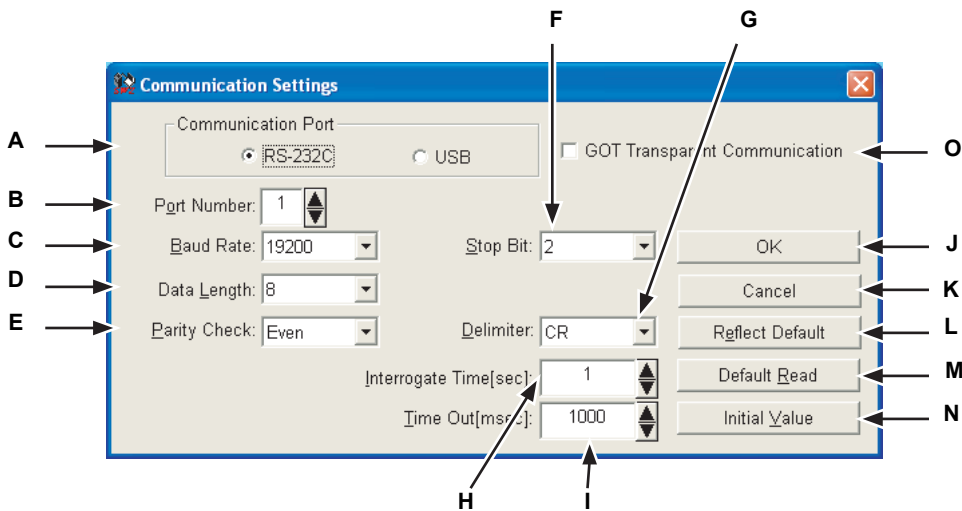 F G
Communication Settings
A Communication Port
RS-232C USB GOT Transparent Communication O
B Port Number: 1
C Baud Rate: 19200 Stop Bit: 2 OK J
D Data Length: 8 Cancel K
E Parity Check: Even Delimiter: CR Reflect Default L
Interrogate Time[sec]: 1 Default Read M
Time Out[msec]: 1000 Initial Value N
H I